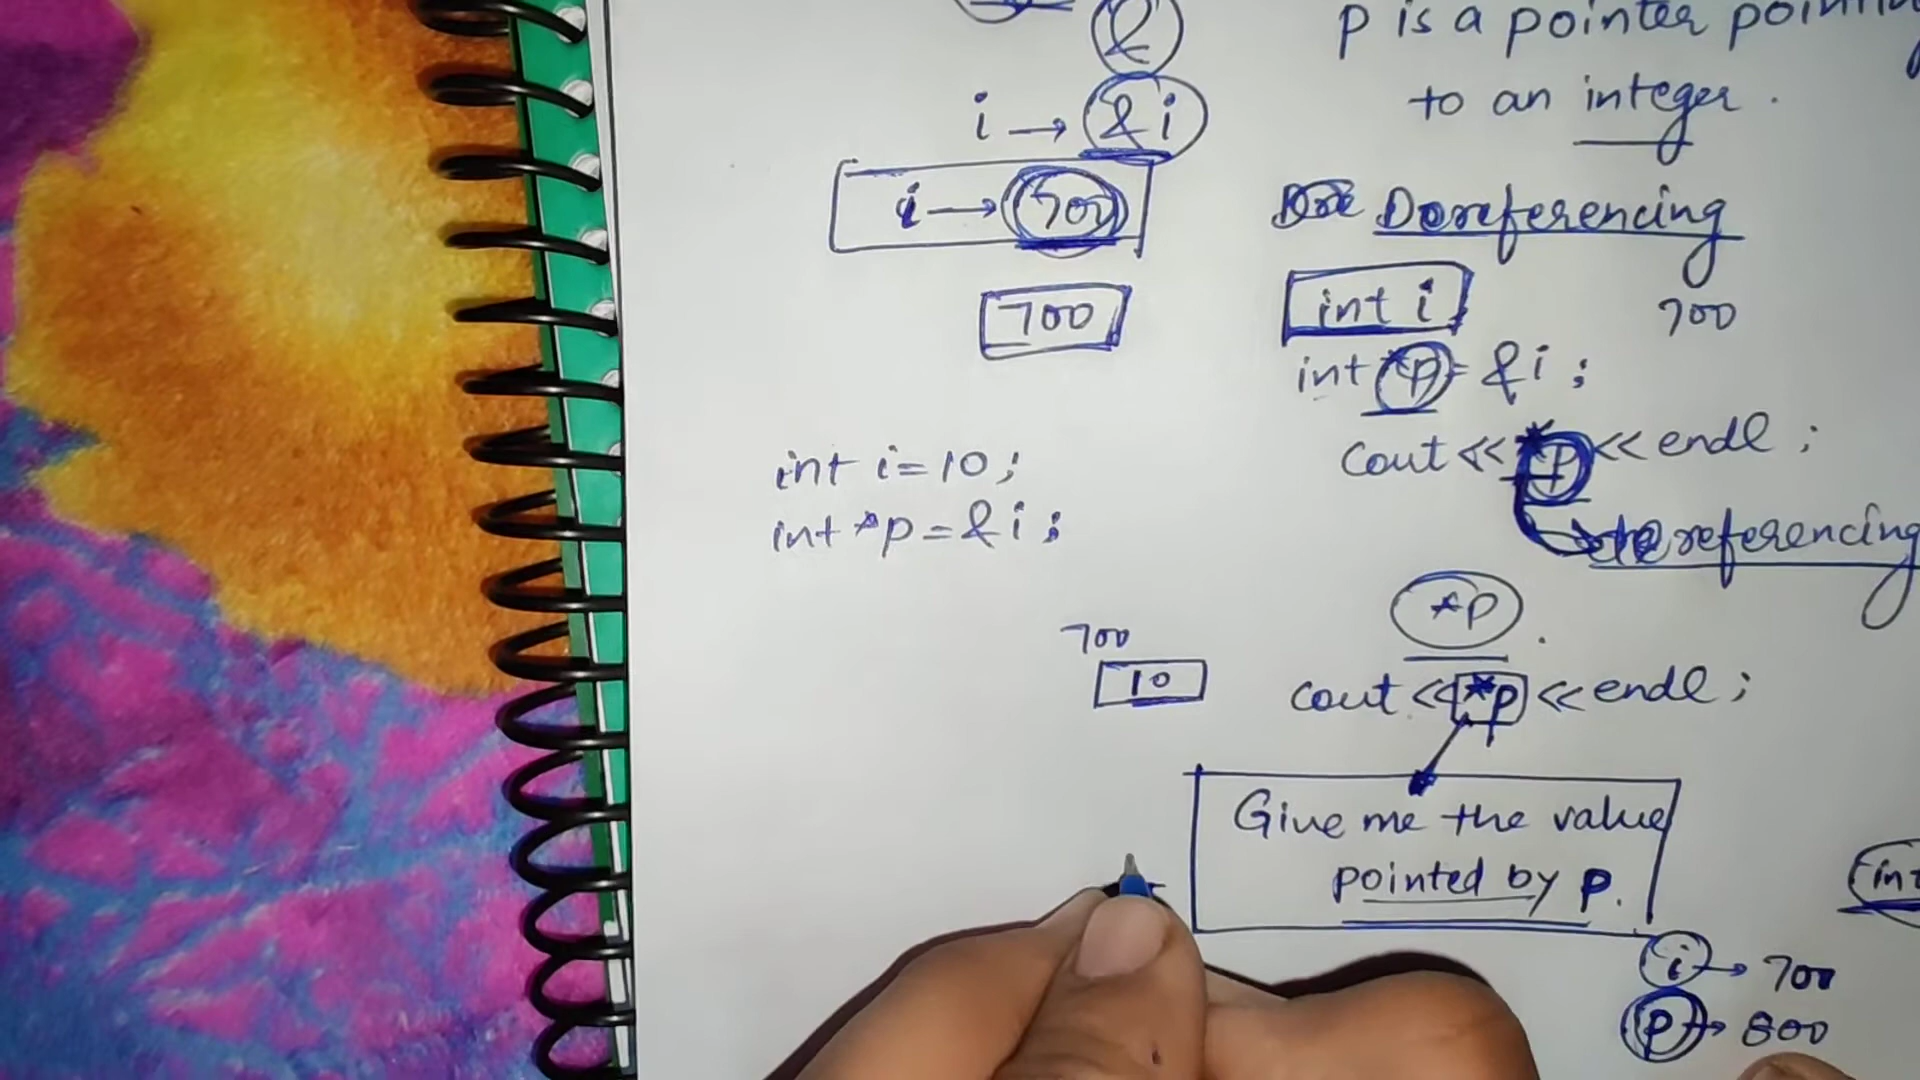 &
i → &i
i → 700
700
int i=10;
int *p=&i;
700
10
p is a pointer
to an integer.
Dereferencing
int i
700
int *p = &i;
cout << *p << endl;
dereferencing
*p.
cout << *p << endl;
Give me the value
pointed by p.
i → 700
p → 800
int